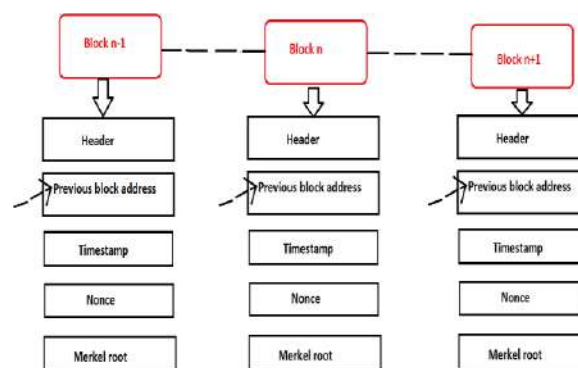 Block n-1
Block n
Block n+1
Header
Header
Header
Previous block address
Previous block address
Previous block address
Timestamp
Timestamp
Timestamp
Nonce
Nonce
Nonce
Merkel root
Merkel root
Merkel root